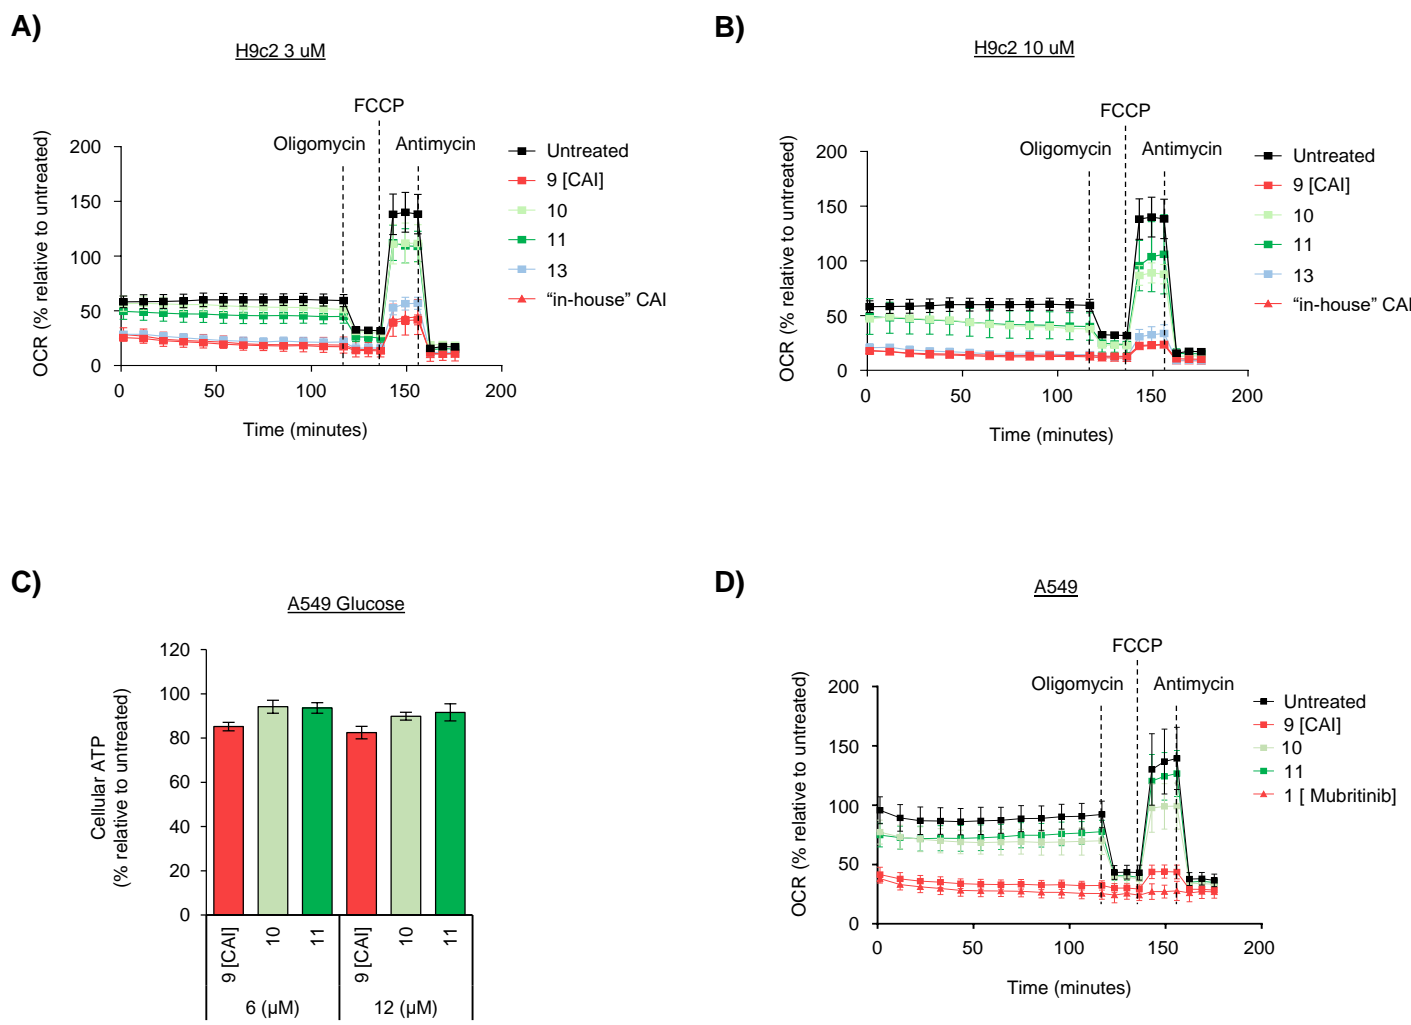 A)
H9c2 3 uM
FCCP
Oligomycin
Antimycin
OCR (% relative to untreated)
200
150
100
50
0
0
50
100
150
200
Time (minutes)
Untreated
9 [CAI]
10
11
13
“in-house” CAI
B)
H9c2 10 uM
FCCP
Oligomycin
Antimycin
OCR (% relative to untreated)
200
150
100
50
0
0
50
100
150
200
Time (minutes)
Untreated
9 [CAI]
10
11
13
“in-house” CAI
C)
A549 Glucose
Cellular ATP
(% relative to untreated)
120
100
80
60
40
20
0
9 [CAI]
10
11
9 [CAI]
10
11
6 (µM)
12 (µM)
D)
A549
FCCP
Oligomycin
Antimycin
OCR (% relative to untreated)
200
150
100
50
0
0
50
100
150
200
Time (minutes)
Untreated
9 [CAI]
10
11
1 [ Mubritinib]